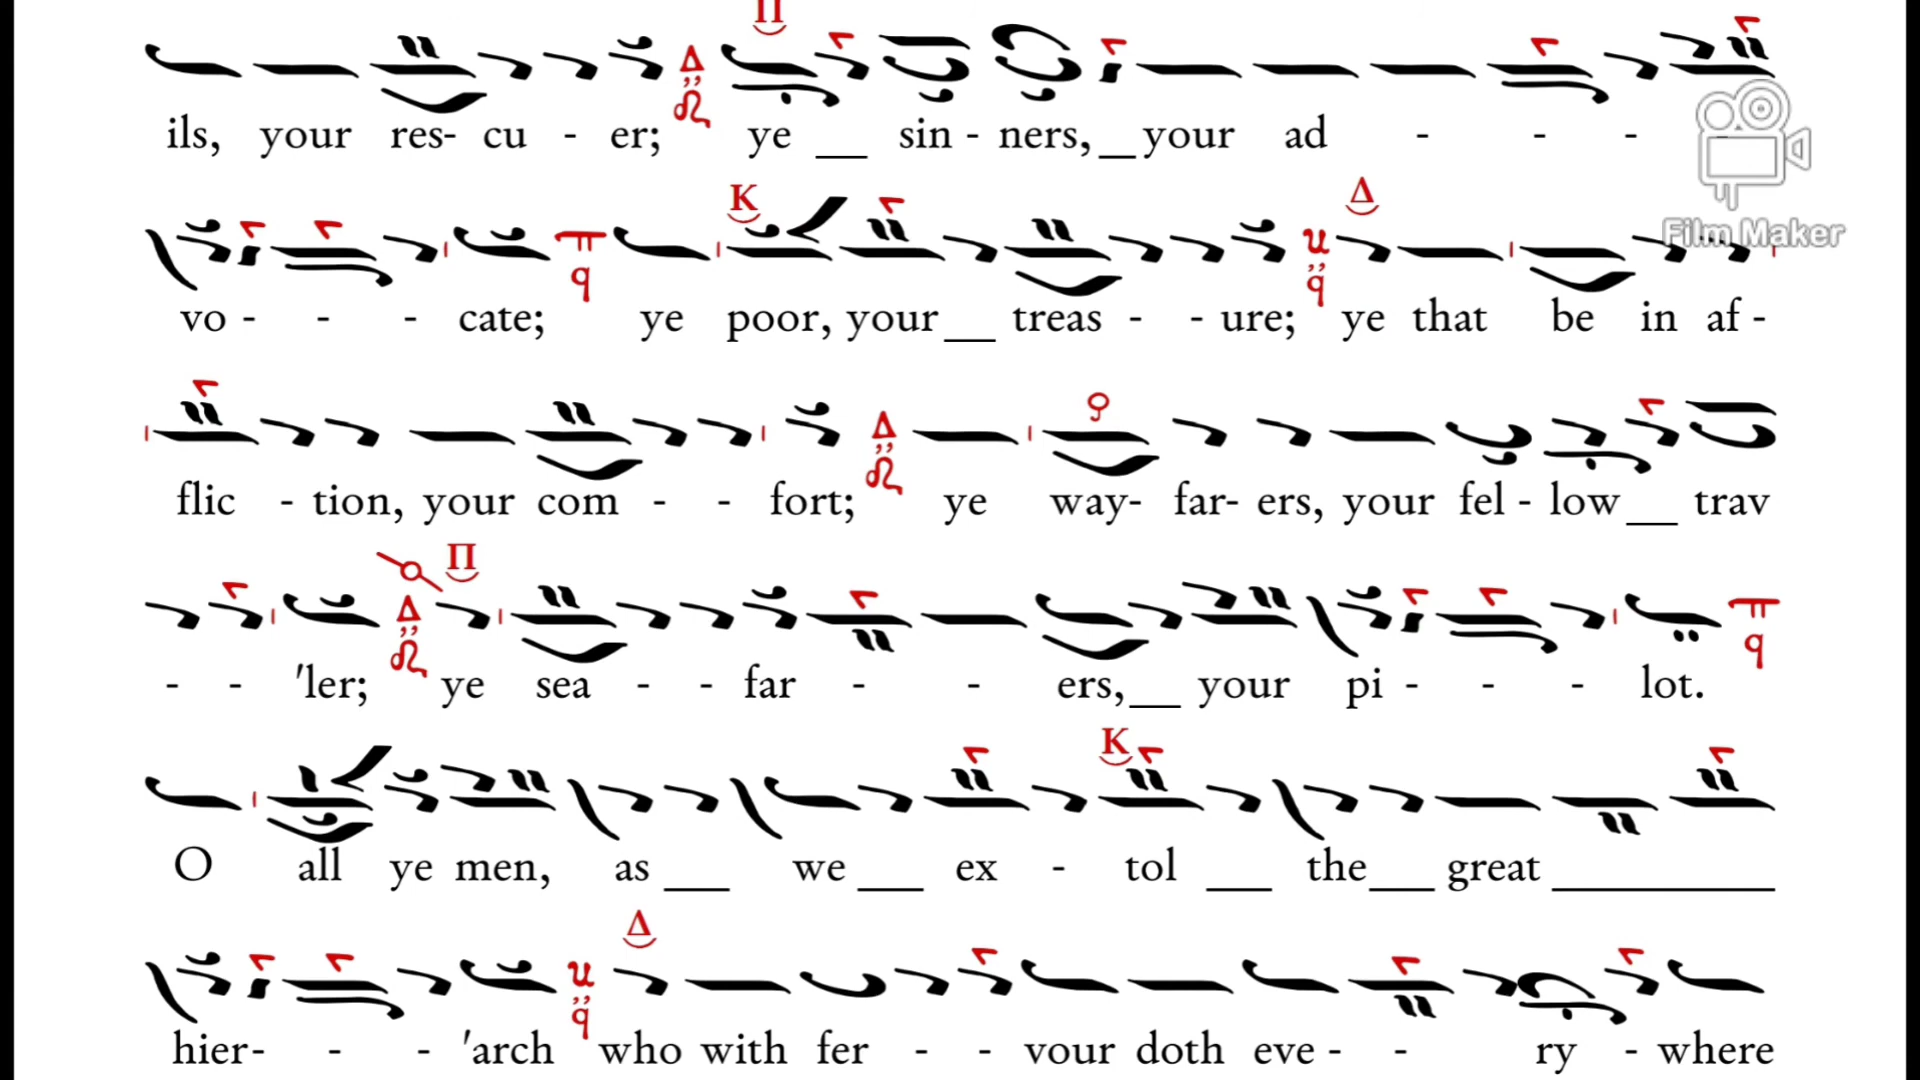 ils, your res- cu - er; ye __ sin - ners, _ your ad - - - -
Film Maker
vo - - - cate; ye poor, your __ treas - - ure; ye that be in af -
flic - tion, your com - - fort; ye way- far- ers, your fel - low __ trav
- - 'ler; ye sea - - far - - ers, __ your pi - - - lot.
O all ye men, as __ we __ ex - tol __ the __ great ______
hier- - - 'arch who with fer - - vour doth eve - - ry - where